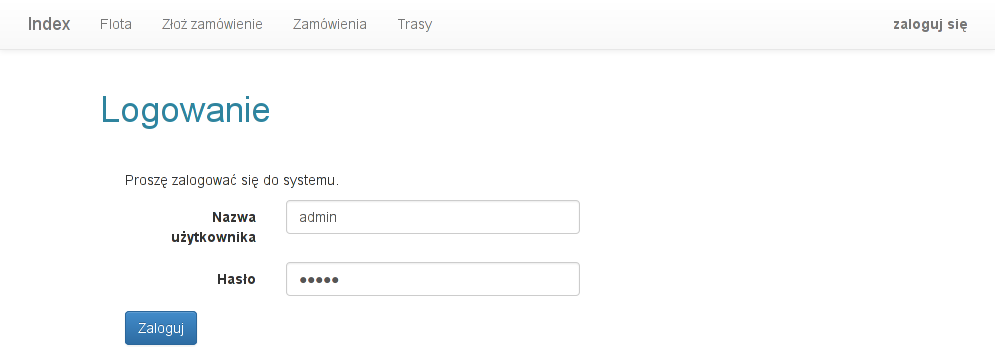 Index Flota Złoż zamówienie Zamówienia Trasy zaloguj się
Logowanie
Proszę zalogować się do systemu.
Nazwa
użytkownika
admin
Hasło
●●●●●
Zaloguj